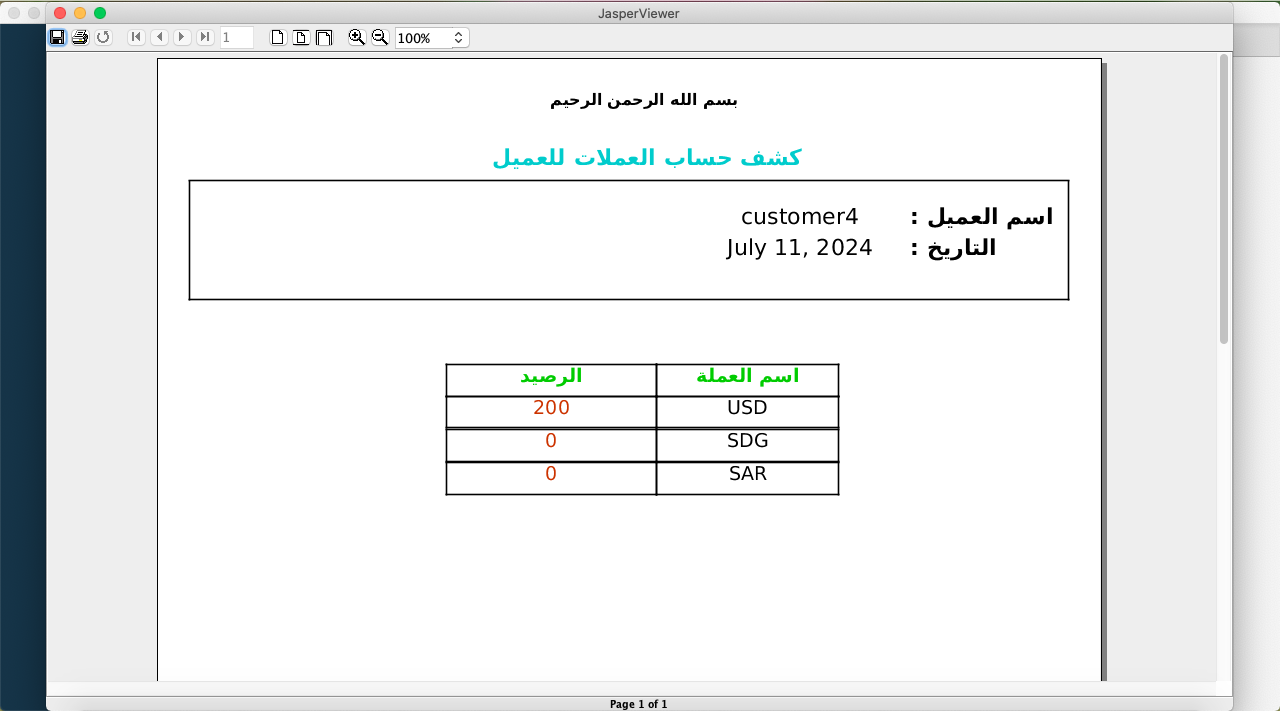 JasperViewer
1
100%
بسم الله الرحمن الرحيم
كشف حساب العملات للعميل
اسم العميل : customer4
التاريخ : July 11, 2024
اسم العملة الرصيد
USD 200
SDG 0
SAR 0
Page 1 of 1